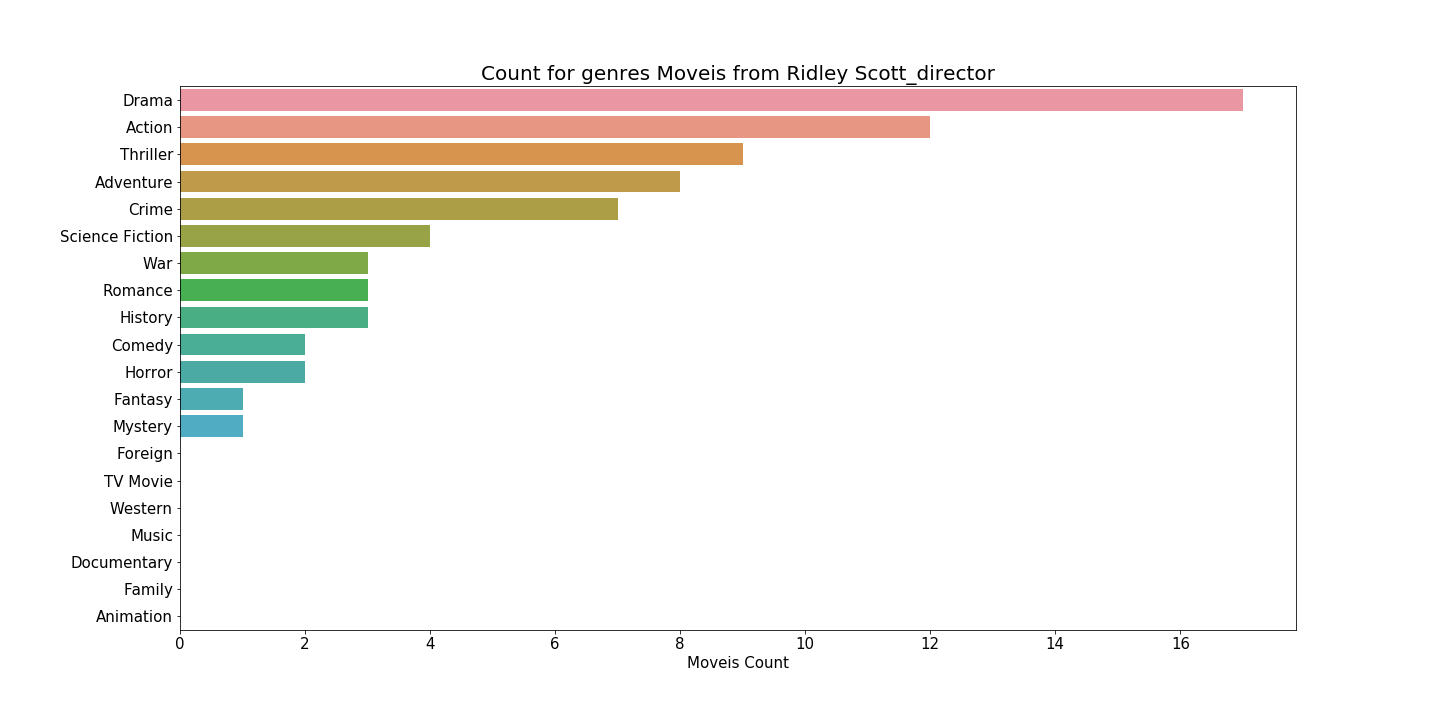 Count for genres Moveis from Ridley Scott_director
Drama
Action
Thriller
Adventure
Crime
Science Fiction
War
Romance
History
Comedy
Horror
Fantasy
Mystery
Foreign
TV Movie
Western
Music
Documentary
Family
Animation
0 2 4 6 8 10 12 14 16
Moveis Count